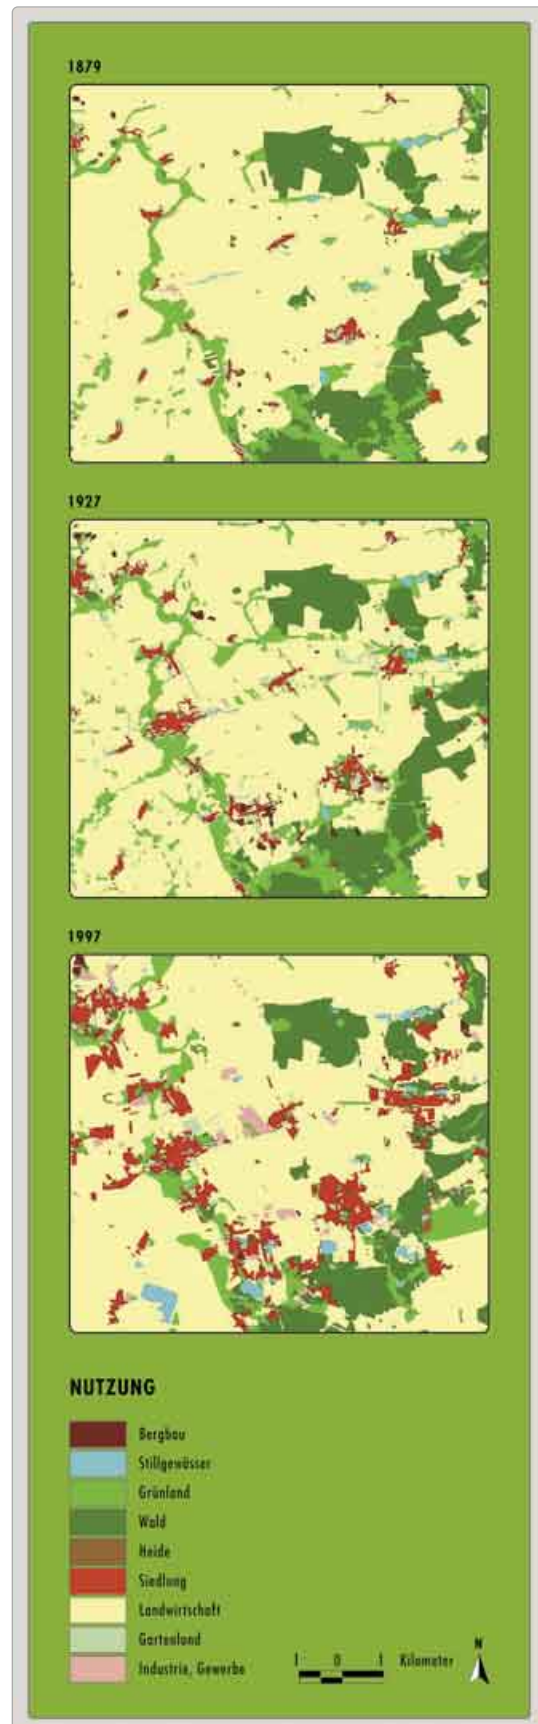 1879
1927
1997
NUTZUNG
Bergbau
Stillgewässer
Grünland
Wald
Heide
Siedlung
Landwirtschaft
Gartenland
Industrie, Gewerbe
1 0 1 Kilometer N